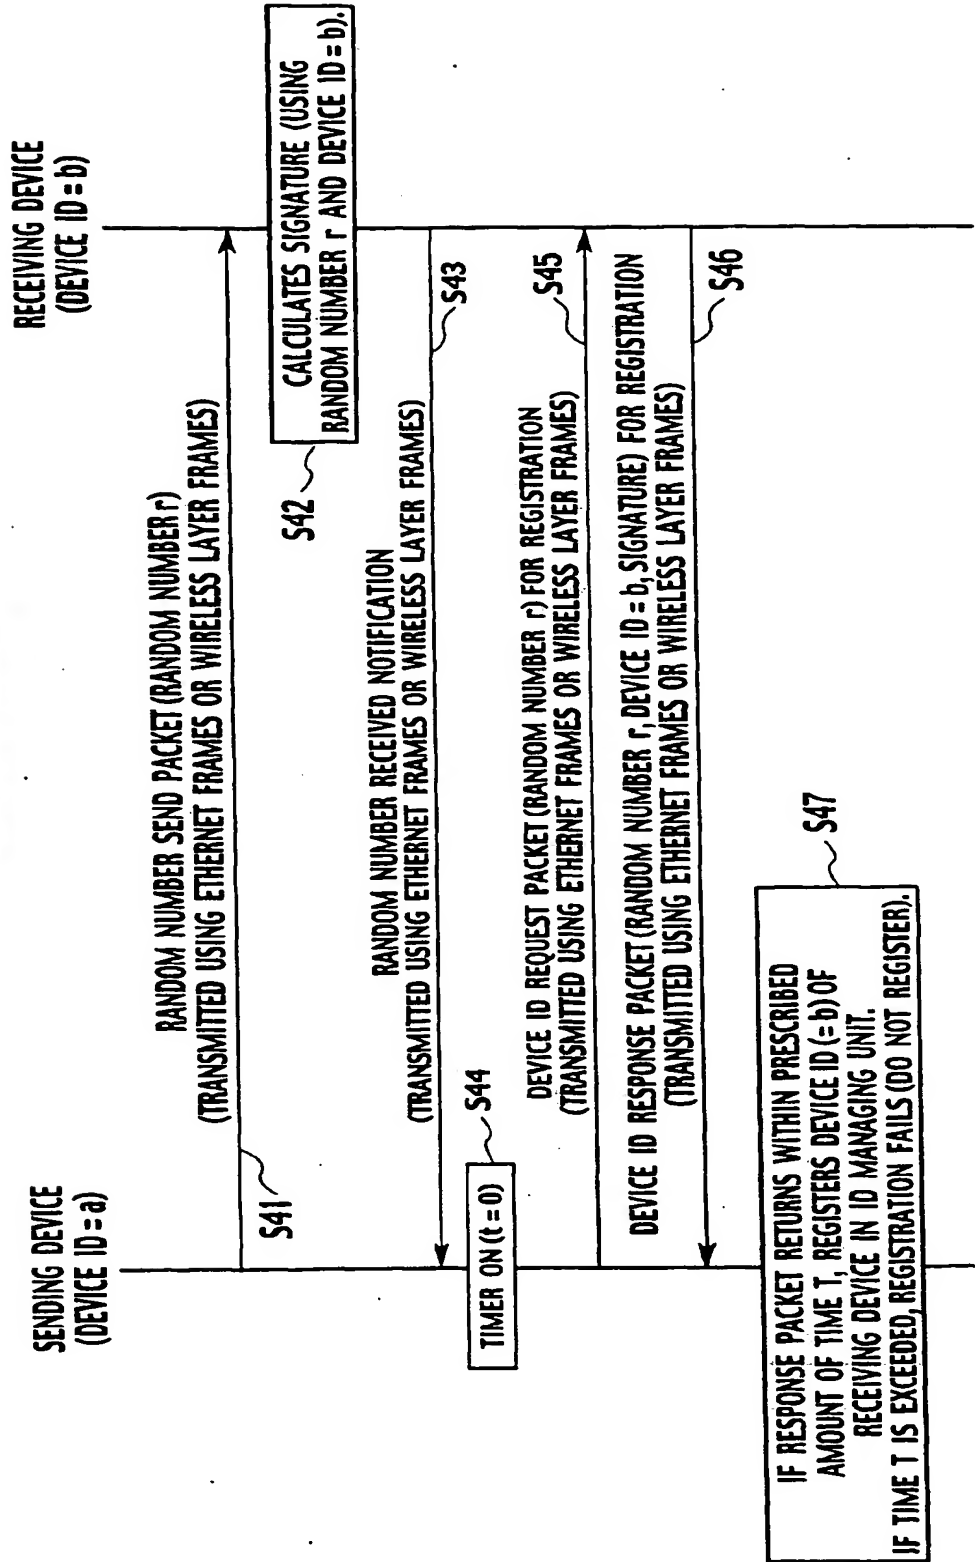 SENDING DEVICE
(DEVICE ID = a)
RECEIVING DEVICE
(DEVICE ID = b)
RANDOM NUMBER SEND PACKET (RANDOM NUMBER r)
(TRANSMITTED USING ETHERNET FRAMES OR WIRELESS LAYER FRAMES)
S41
CALCULATES SIGNATURE (USING
RANDOM NUMBER r AND DEVICE ID = b).
S42
RANDOM NUMBER RECEIVED NOTIFICATION
(TRANSMITTED USING ETHERNET FRAMES OR WIRELESS LAYER FRAMES)
S43
TIMER ON (t = 0)
S44
DEVICE ID REQUEST PACKET (RANDOM NUMBER r) FOR REGISTRATION
(TRANSMITTED USING ETHERNET FRAMES OR WIRELESS LAYER FRAMES)
S45
DEVICE ID RESPONSE PACKET (RANDOM NUMBER r, DEVICE ID = b, SIGNATURE) FOR REGISTRATION
(TRANSMITTED USING ETHERNET FRAMES OR WIRELESS LAYER FRAMES)
S46
IF RESPONSE PACKET RETURNS WITHIN PRESCRIBED
AMOUNT OF TIME T, REGISTERS DEVICE ID (= b) OF
RECEIVING DEVICE IN ID MANAGING UNIT.
IF TIME T IS EXCEEDED, REGISTRATION FAILS (DO NOT REGISTER).
S47